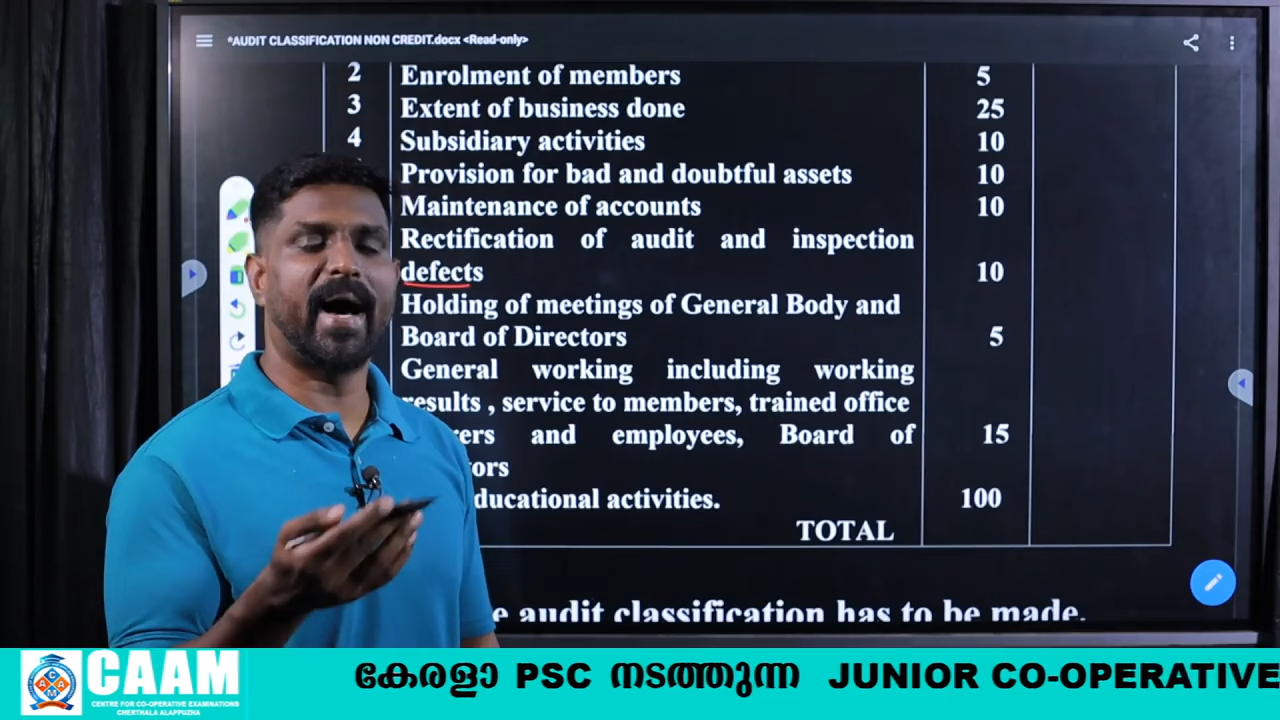 *AUDIT CLASSIFICATION NON CREDIT.docx <Read-only>
2 Enrolment of members 5
3 Extent of business done 25
4 Subsidiary activities 10
Provision for bad and doubtful assets 10
Maintenance of accounts 10
Rectification of audit and inspection
defects 10
Holding of meetings of General Body and
Board of Directors 5
General working including working
results , service to members, trained office
and employees, Board of 15
educational activities. 100
TOTAL
audit classification has to be made.
CAAM
CENTRE FOR CO-OPERATIVE EXAMINATIONS
CHERTHALA ALAPPUZHA
കേരളാ PSC നടത്തുന്ന JUNIOR CO-OPERATIVE